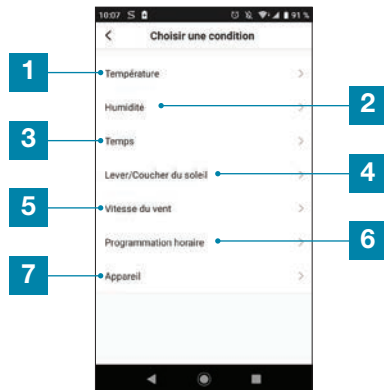 10:07 S 91 %
Choisir une condition
1 Température
Humidité 2
3 Temps
Lever/Coucher du soleil 4
5 Vitesse du vent
Programmation horaire 6
7 Appareil